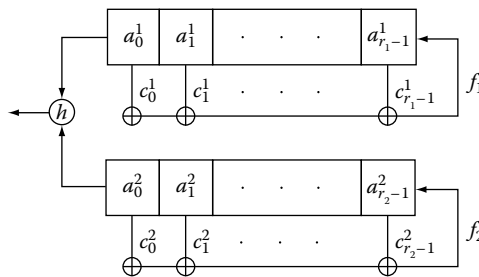 a_0^1 a_1^1 · · · a_{r_1−1}^1
c_0^1 c_1^1 · · · c_{r_1−1}^1 f_1
h
a_0^2 a_1^2 · · · a_{r_2−1}^2
c_0^2 c_1^2 · · · c_{r_2−1}^2 f_2